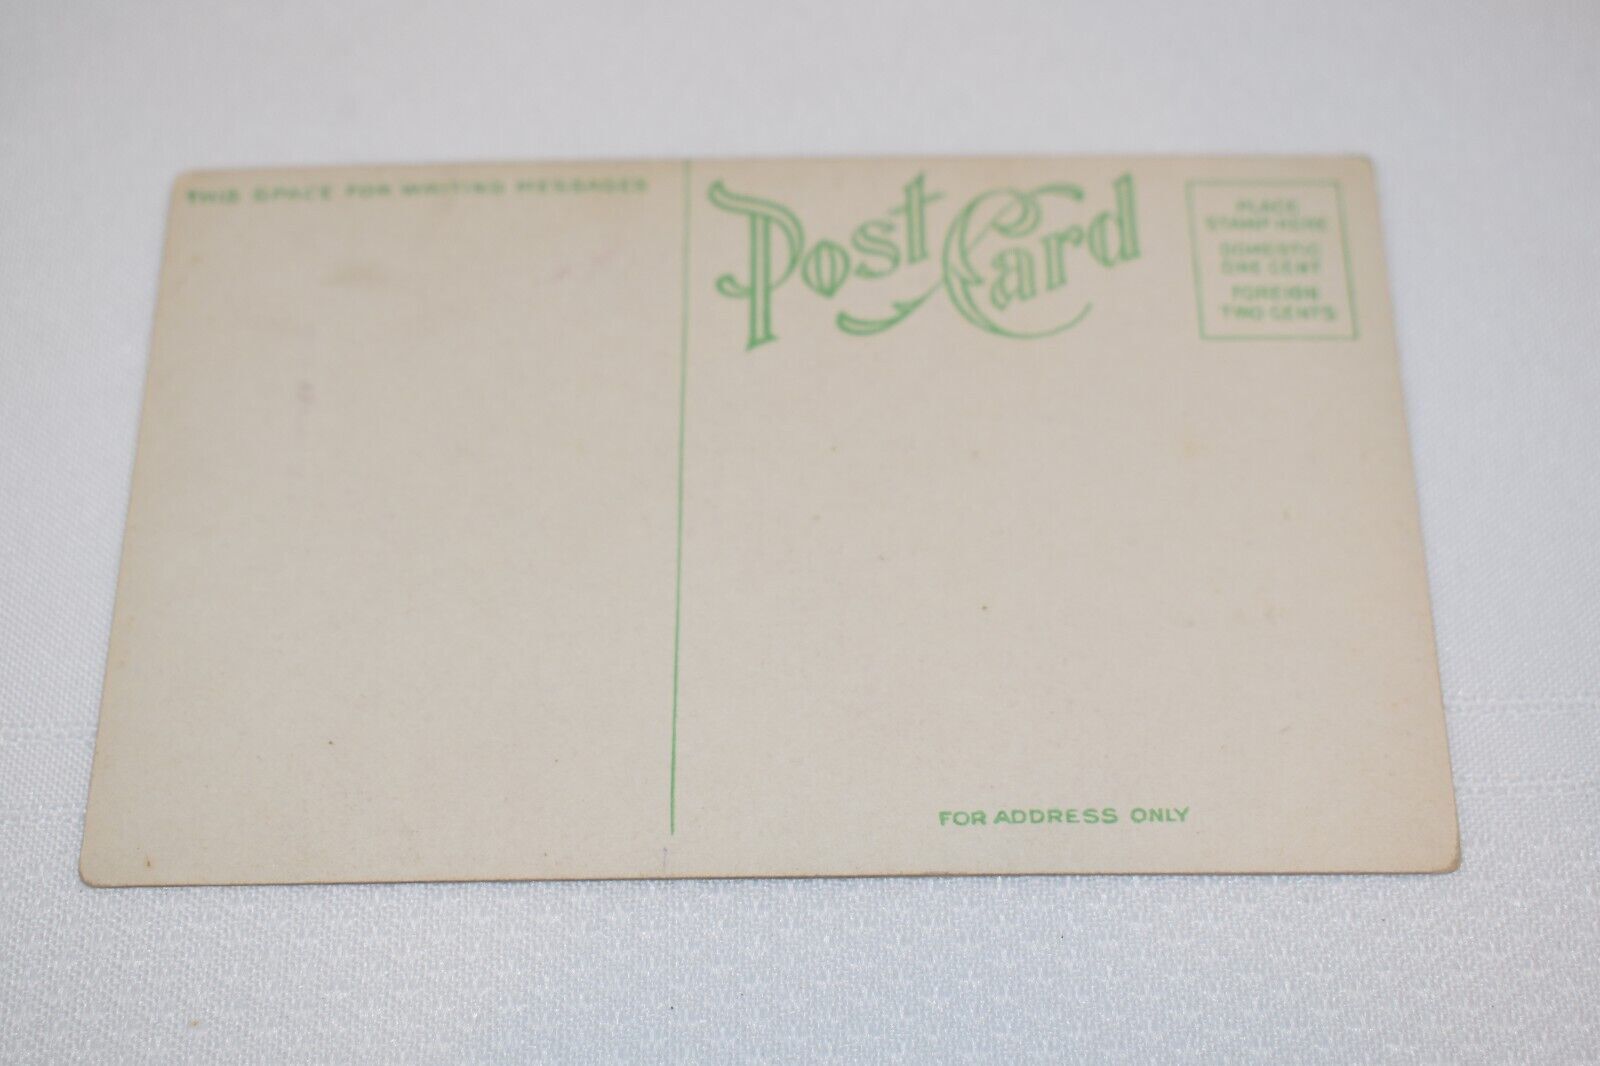 THIS SPACE FOR WRITING MESSAGES
Post Card
PLACE
STAMP HERE
DOMESTIC
ONE CENT
FOREIGN
TWO CENTS
FOR ADDRESS ONLY